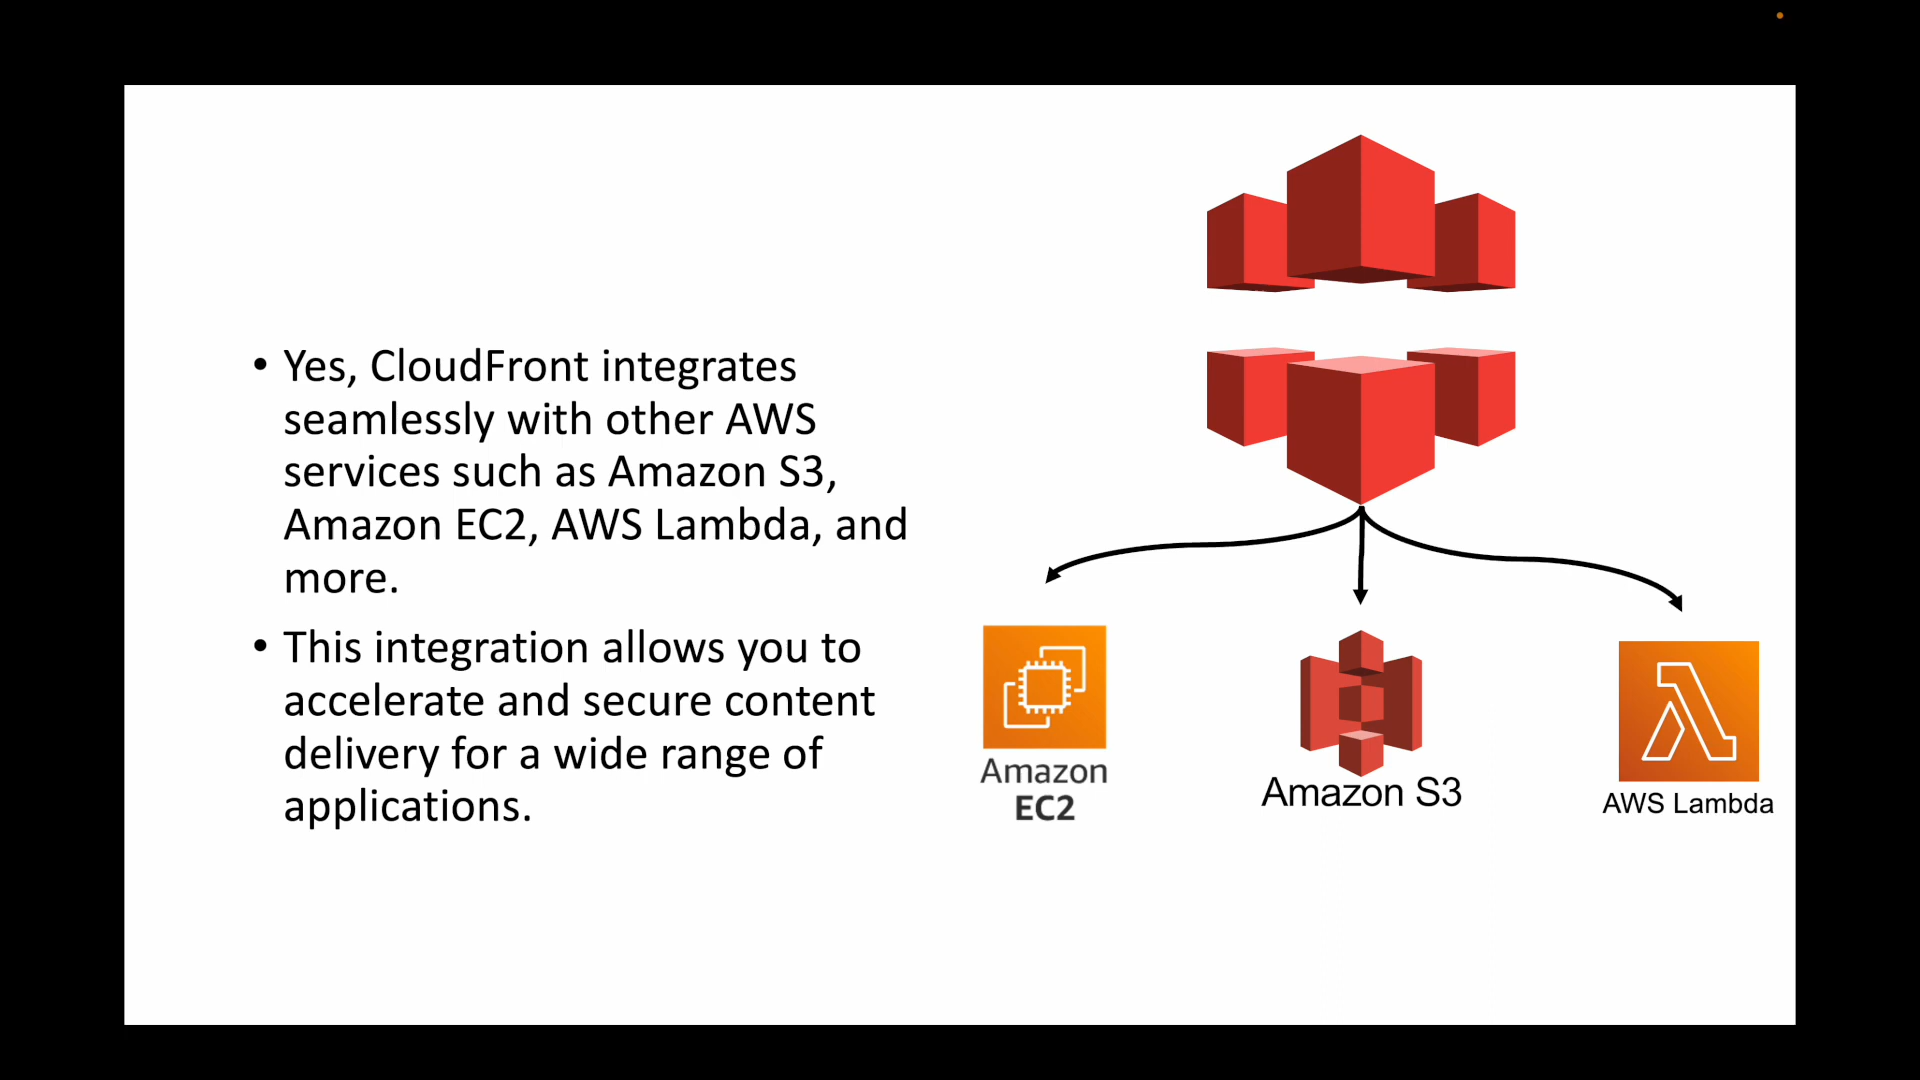 • Yes, CloudFront integrates
seamlessly with other AWS
services such as Amazon S3,
Amazon EC2, AWS Lambda, and
more.
• This integration allows you to
accelerate and secure content
delivery for a wide range of
applications.
Amazon
EC2
Amazon S3
AWS Lambda